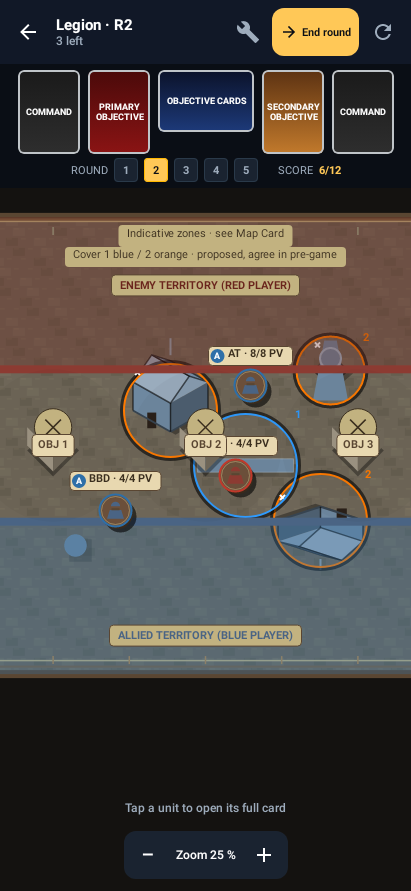 Legion · R2
3 left
End round
COMMAND
PRIMARY
OBJECTIVE
OBJECTIVE CARDS
SECONDARY
OBJECTIVE
COMMAND
ROUND 1 2 3 4 5 SCORE 6/12
Indicative zones · see Map Card
Cover 1 blue / 2 orange · proposed, agree in pre-game
ENEMY TERRITORY (RED PLAYER)
2
A AT · 8/8 PV
1
OBJ 1
OBJ 2
· 4/4 PV
OBJ 3
A BBD · 4/4 PV
2
ALLIED TERRITORY (BLUE PLAYER)
Tap a unit to open its full card
− Zoom 25 % +